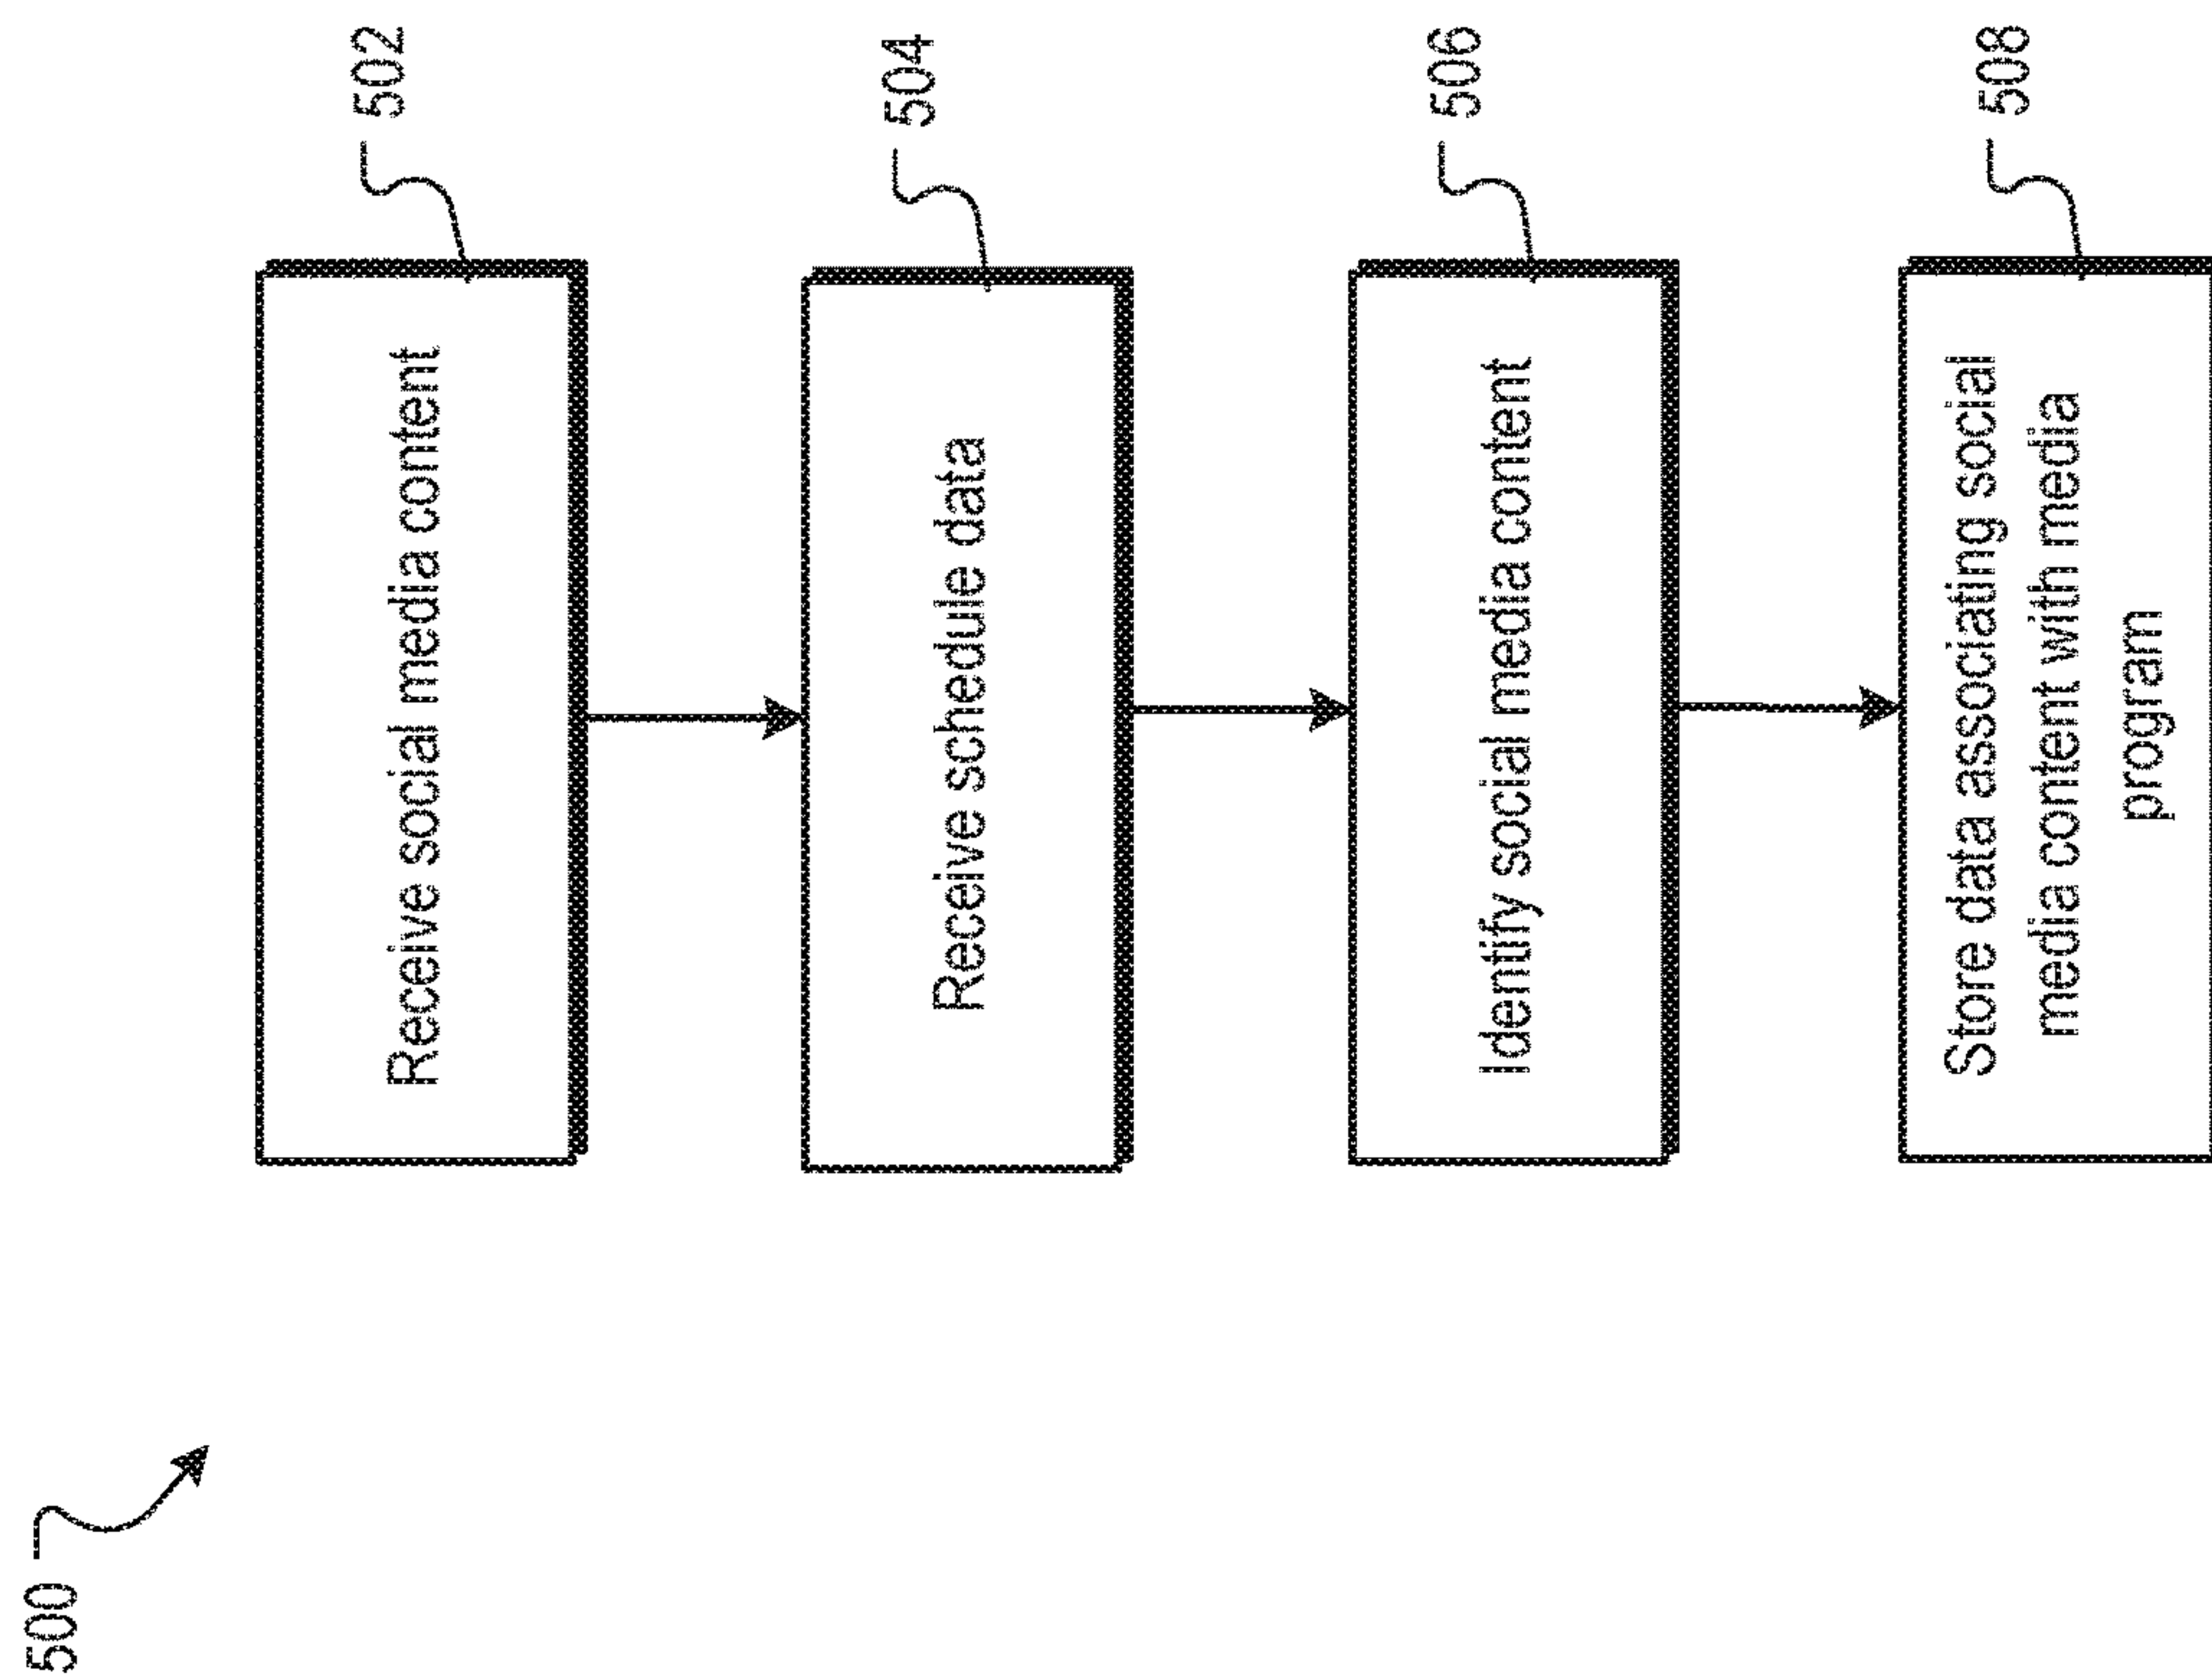 500
Receive social media content
502
Receive schedule data
504
Identify social media content
506
Store data associating social
media content with media
program
508